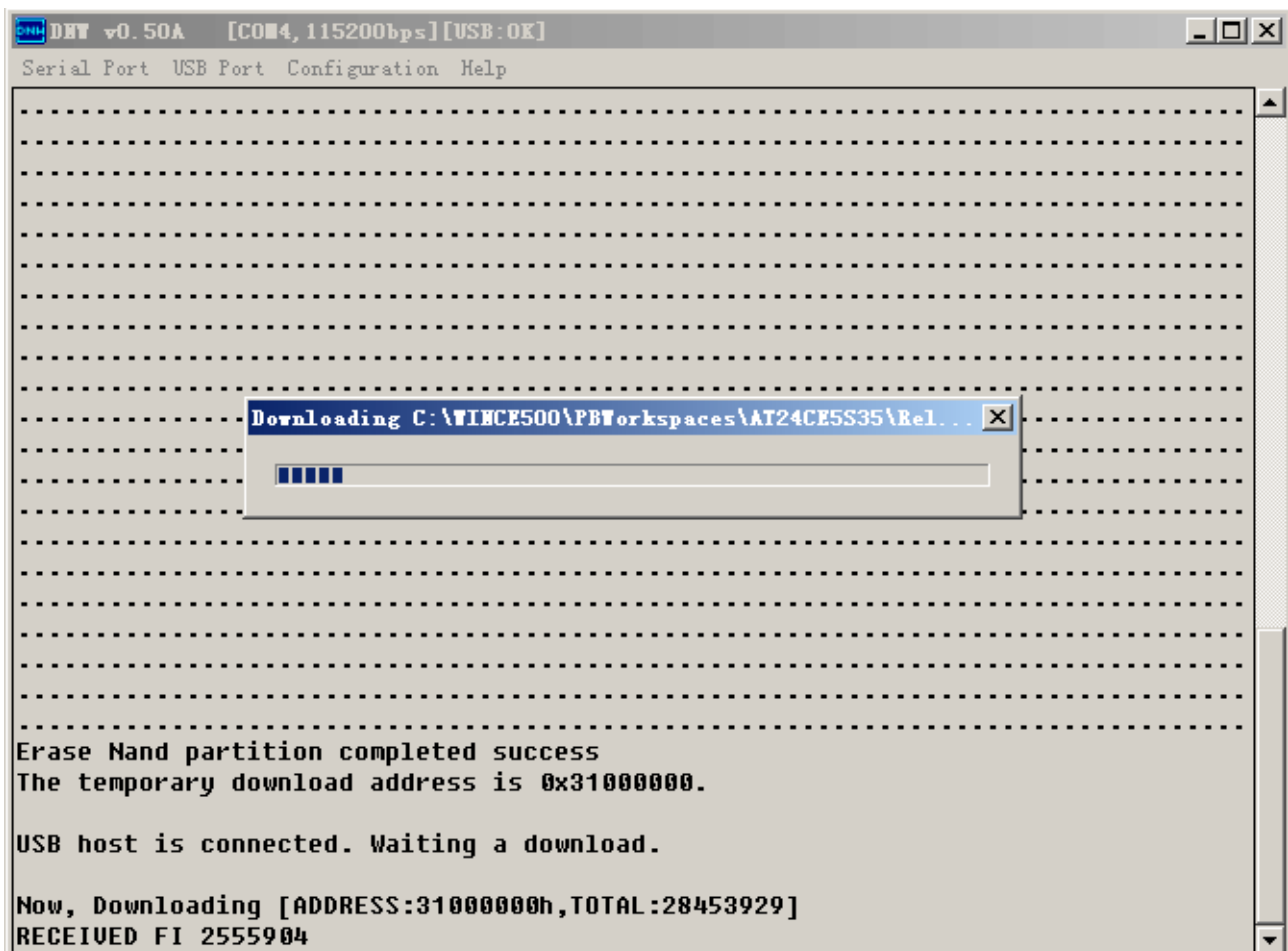 DNW v0.50A [COM4,115200bps][USB:OK]
Serial Port USB Port Configuration Help
Downloading C:\WINCE500\PBWorkspaces\AT24CE5S35\Rel...
Erase Nand partition completed success
The temporary download address is 0x31000000.
USB host is connected. Waiting a download.
Now, Downloading [ADDRESS:31000000h,TOTAL:28453929]
RECEIVED FI 2555904